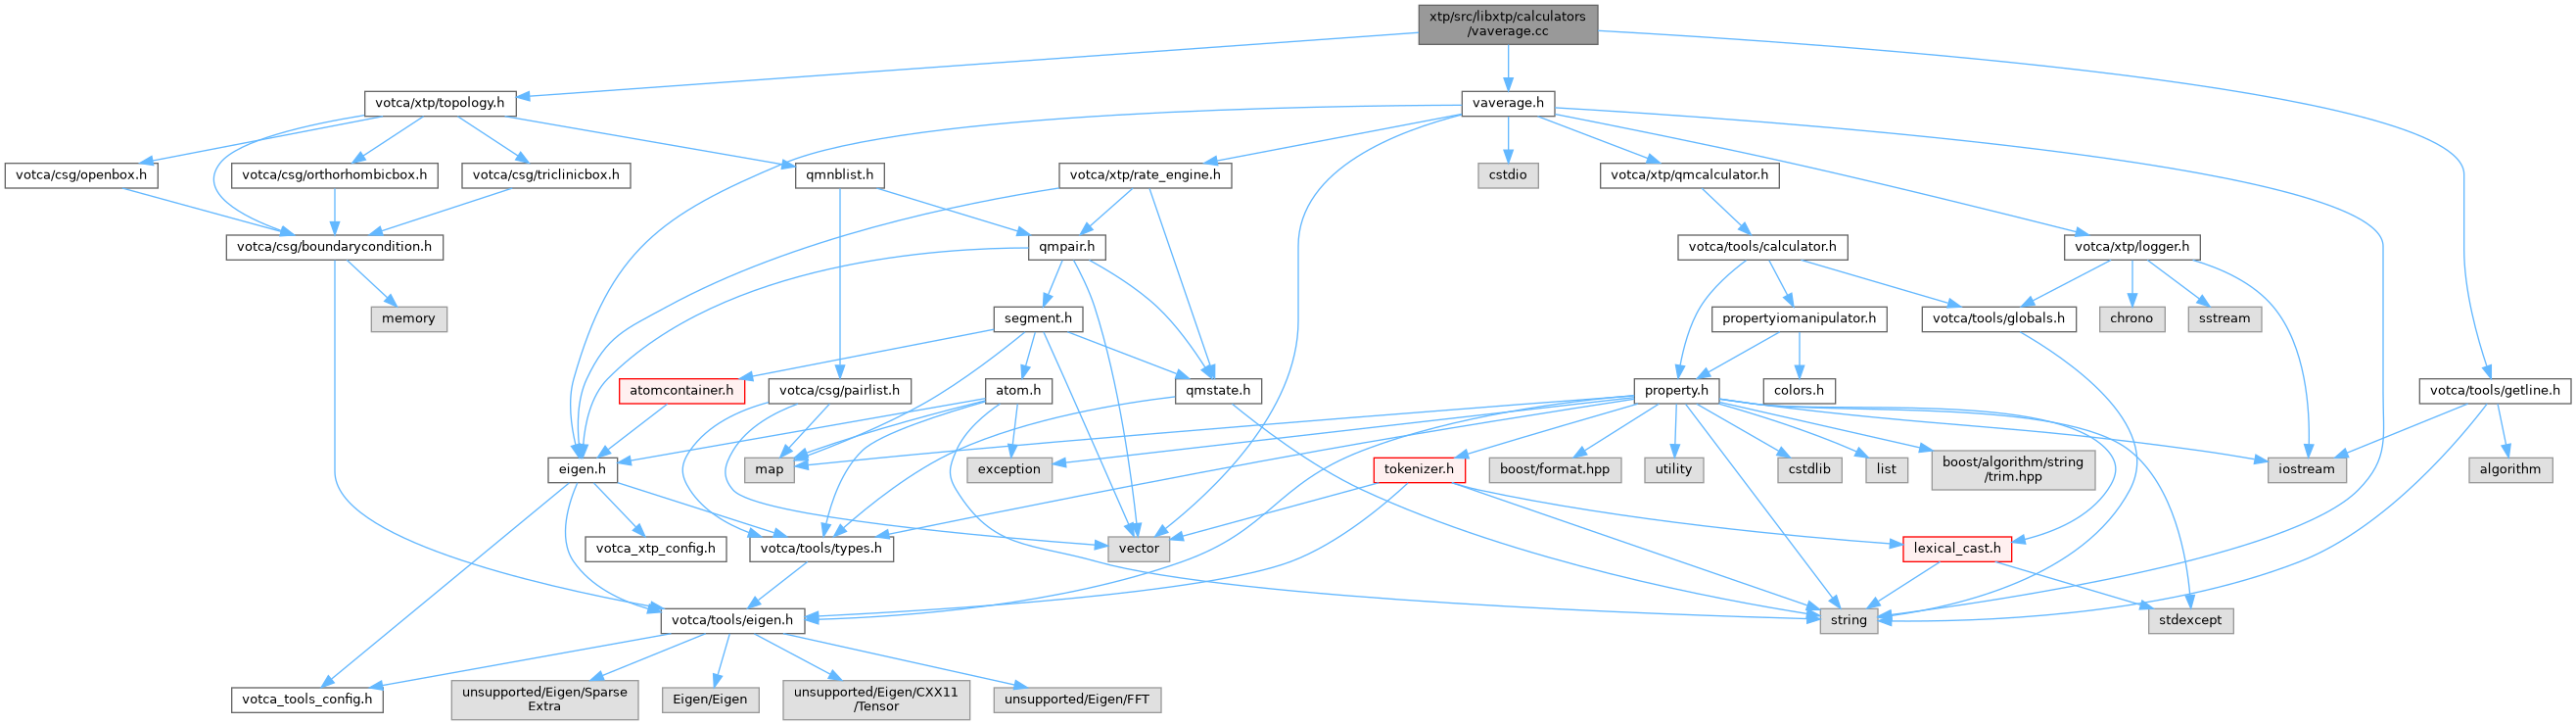 xtp/src/libxtp/calculators
/vaverage.cc
votca/xtp/topology.h
vaverage.h
votca/csg/openbox.h
votca/csg/orthorhombicbox.h
votca/csg/triclinicbox.h
qmnblist.h
votca/xtp/rate_engine.h
cstdio
votca/xtp/qmcalculator.h
votca/csg/boundarycondition.h
qmpair.h
votca/tools/calculator.h
votca/xtp/logger.h
memory
segment.h
propertyiomanipulator.h
votca/tools/globals.h
chrono
sstream
atomcontainer.h
votca/csg/pairlist.h
atom.h
qmstate.h
property.h
colors.h
votca/tools/getline.h
eigen.h
map
exception
tokenizer.h
boost/format.hpp
utility
cstdlib
list
boost/algorithm/string
/trim.hpp
iostream
algorithm
votca_xtp_config.h
votca/tools/types.h
vector
lexical_cast.h
votca/tools/eigen.h
string
stdexcept
votca_tools_config.h
unsupported/Eigen/Sparse
Extra
Eigen/Eigen
unsupported/Eigen/CXX11
/Tensor
unsupported/Eigen/FFT